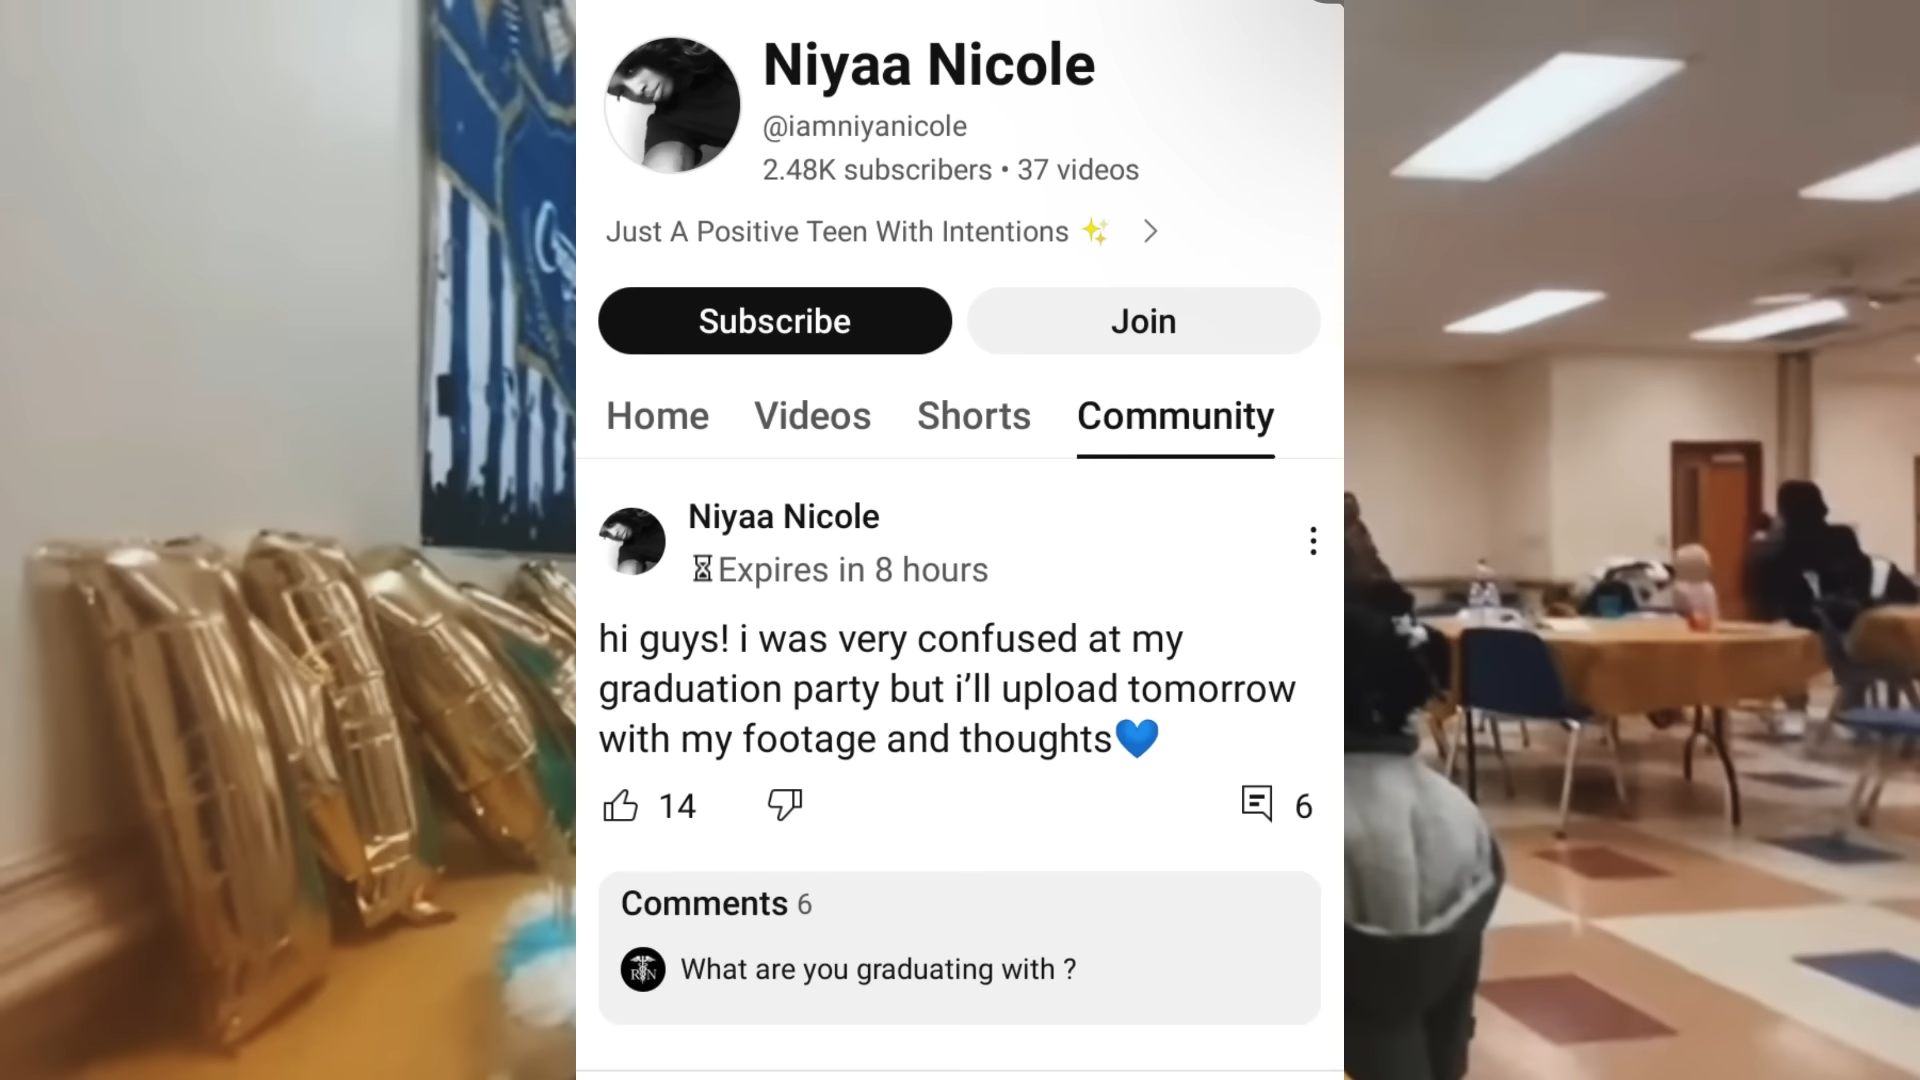 Niyaa Nicole
@iamniyanicole
2.48K subscribers • 37 videos
Just A Positive Teen With Intentions ✨ >
Subscribe
Join
Home Videos Shorts Community
Niyaa Nicole
⌛Expires in 8 hours
hi guys! i was very confused at my
graduation party but i’ll upload tomorrow
with my footage and thoughts💙
14
6
Comments 6
RN
What are you graduating with ?